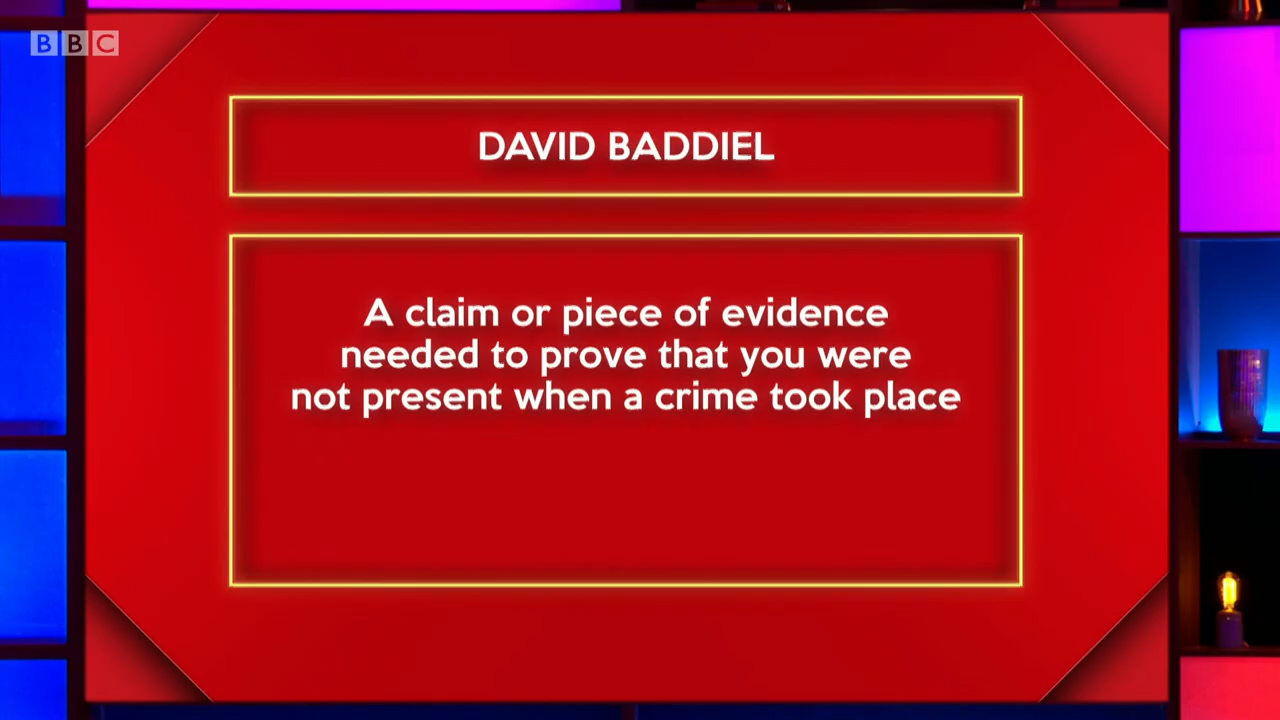 BBC
DAVID BADDIEL
A claim or piece of evidence
needed to prove that you were
not present when a crime took place